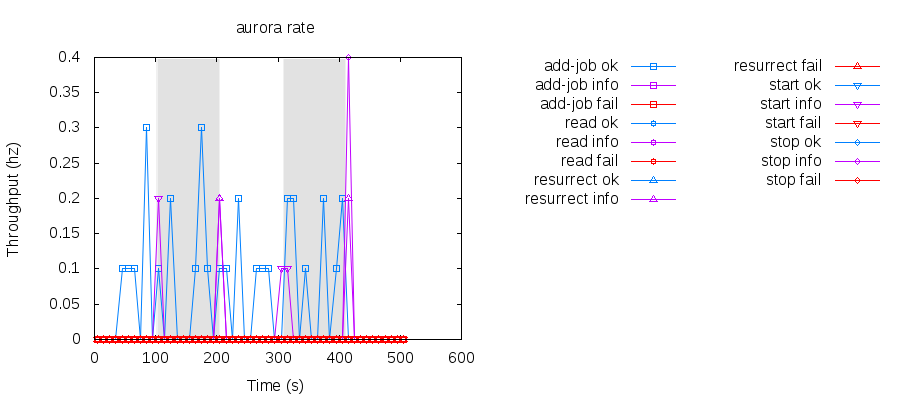 aurora rate
Throughput (hz)
0.4
0.35
0.3
0.25
0.2
0.15
0.1
0.05
0
0 100 200 300 400 500 600
Time (s)
add-job ok
add-job info
add-job fail
read ok
read info
read fail
resurrect ok
resurrect info
resurrect fail
start ok
start info
start fail
stop ok
stop info
stop fail